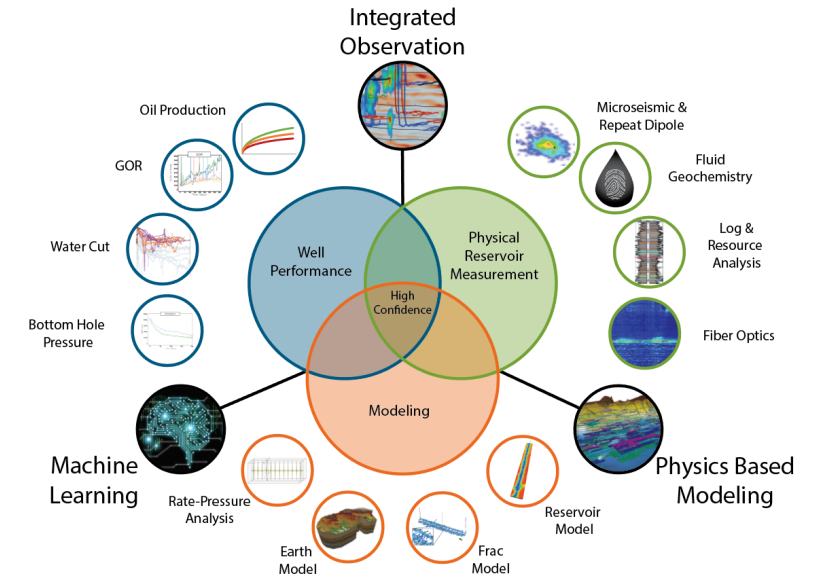 Integrated
Observation
Oil Production
GOR
Water Cut
Bottom Hole
Pressure
Microseismic &
Repeat Dipole
Fluid
Geochemistry
Log &
Resource
Analysis
Fiber Optics
Well
Performance
Physical
Reservoir
Measurement
High
Confidence
Modeling
Machine
Learning
Physics Based
Modeling
Rate-Pressure
Analysis
Earth
Model
Frac
Model
Reservoir
Model